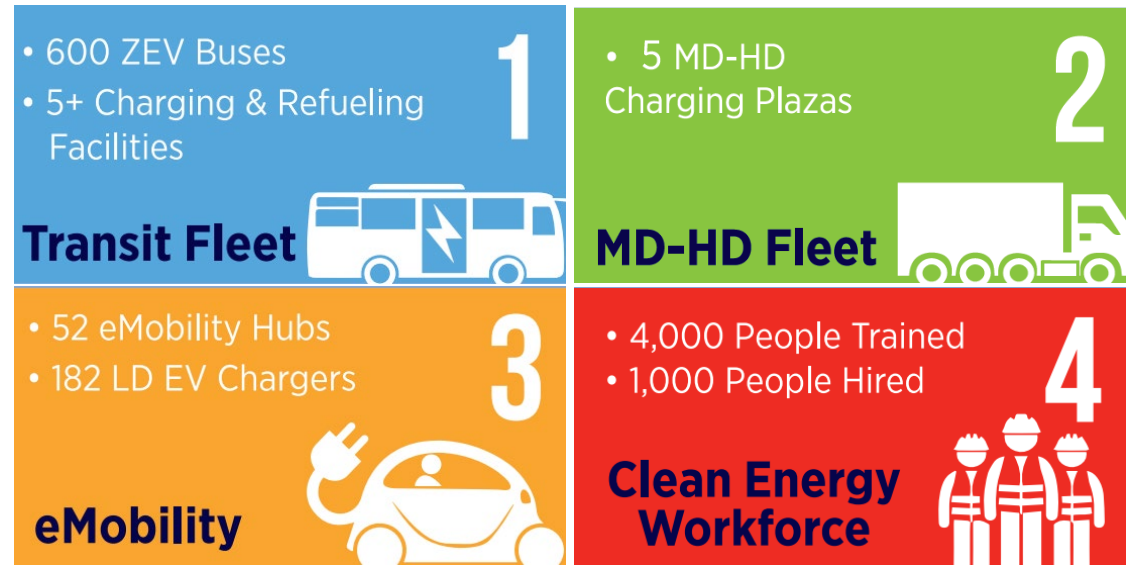 • 600 ZEV Buses
• 5+ Charging & Refueling
Facilities
1
Transit Fleet
• 5 MD-HD
Charging Plazas
2
MD-HD Fleet
• 52 eMobility Hubs
• 182 LD EV Chargers
3
eMobility
• 4,000 People Trained
• 1,000 People Hired
4
Clean Energy
Workforce